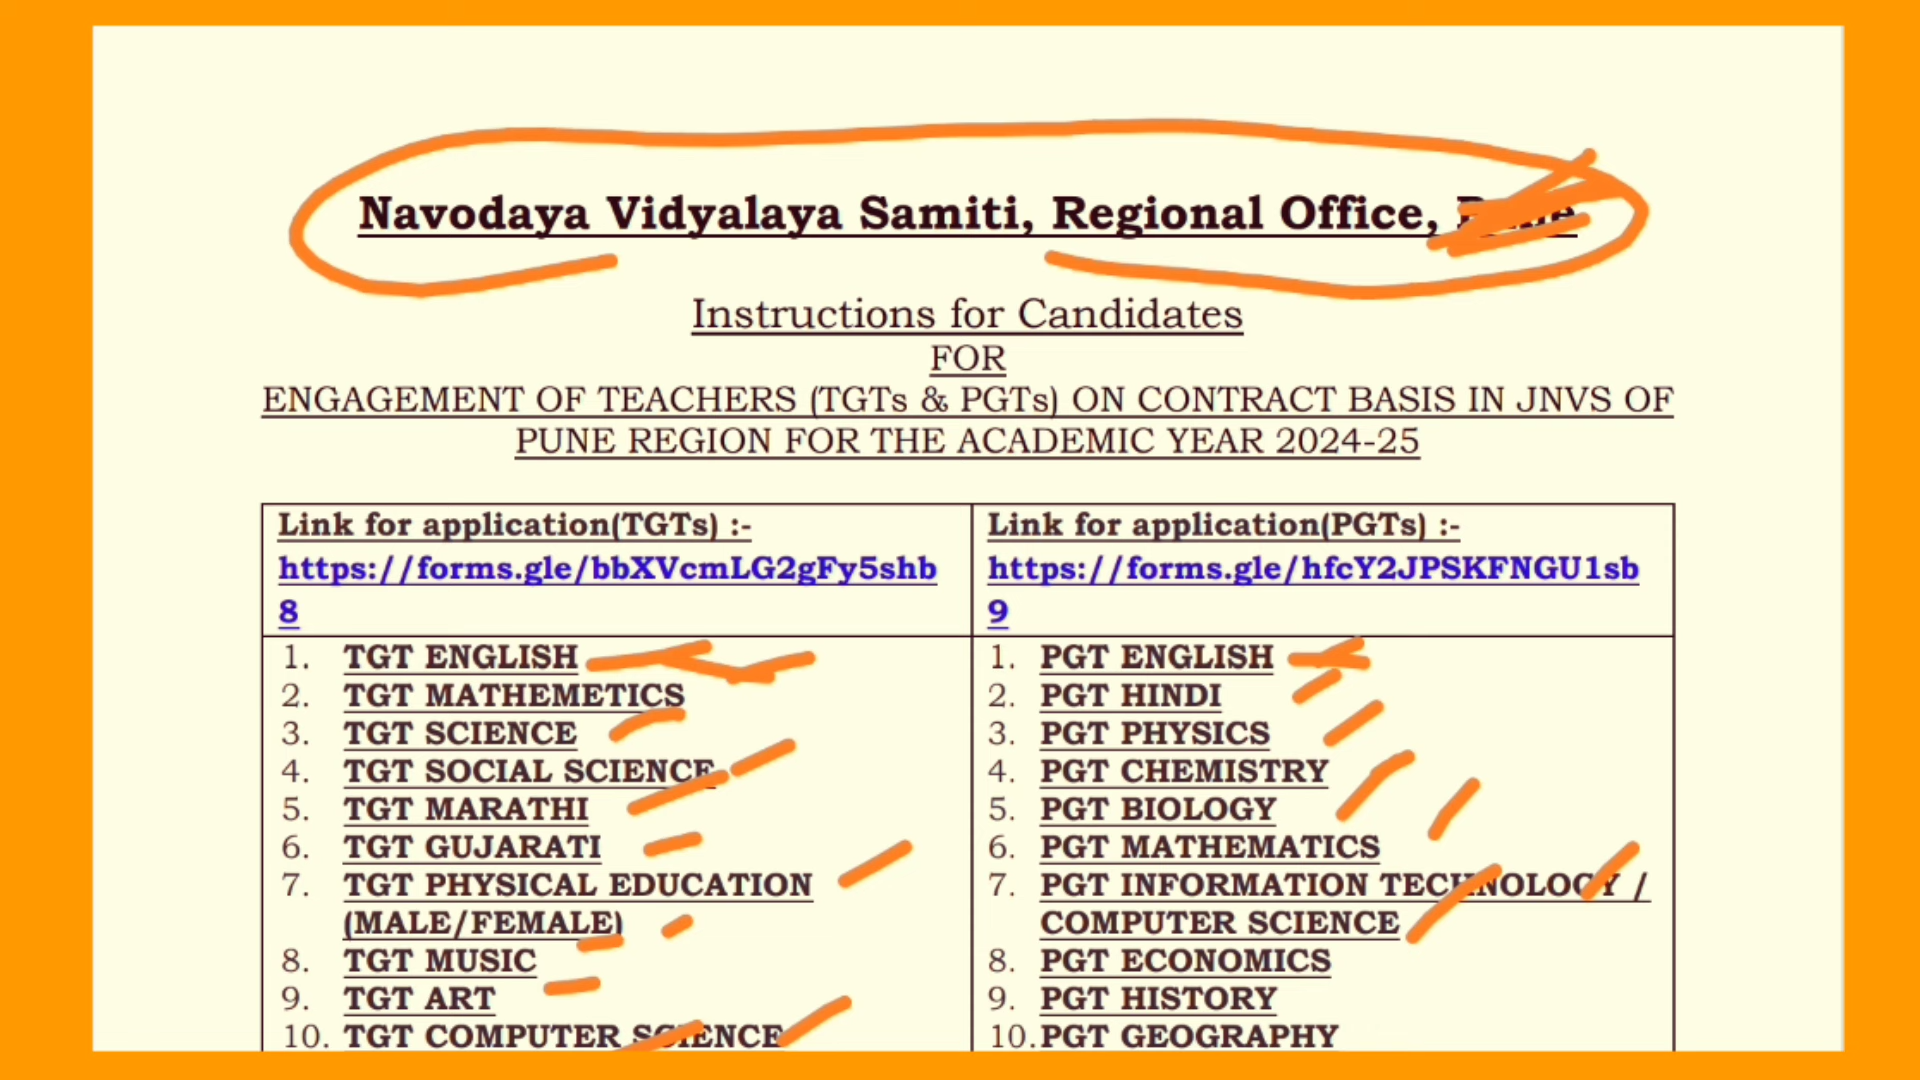 Navodaya Vidyalaya Samiti, Regional Office, Pune
Instructions for Candidates
FOR
ENGAGEMENT OF TEACHERS (TGTs & PGTs) ON CONTRACT BASIS IN JNVS OF
PUNE REGION FOR THE ACADEMIC YEAR 2024-25
Link for application(TGTs) :-
https://forms.gle/bbXVcmLG2gFy5shb
8
1. TGT ENGLISH
2. TGT MATHEMETICS
3. TGT SCIENCE
4. TGT SOCIAL SCIENCE
5. TGT MARATHI
6. TGT GUJARATI
7. TGT PHYSICAL EDUCATION
(MALE/FEMALE)
8. TGT MUSIC
9. TGT ART
10. TGT COMPUTER SCIENCE
Link for application(PGTs) :-
https://forms.gle/hfcY2JPSKFNGU1sb
9
1. PGT ENGLISH
2. PGT HINDI
3. PGT PHYSICS
4. PGT CHEMISTRY
5. PGT BIOLOGY
6. PGT MATHEMATICS
7. PGT INFORMATION TECHNOLOGY /
COMPUTER SCIENCE
8. PGT ECONOMICS
9. PGT HISTORY
10. PGT GEOGRAPHY